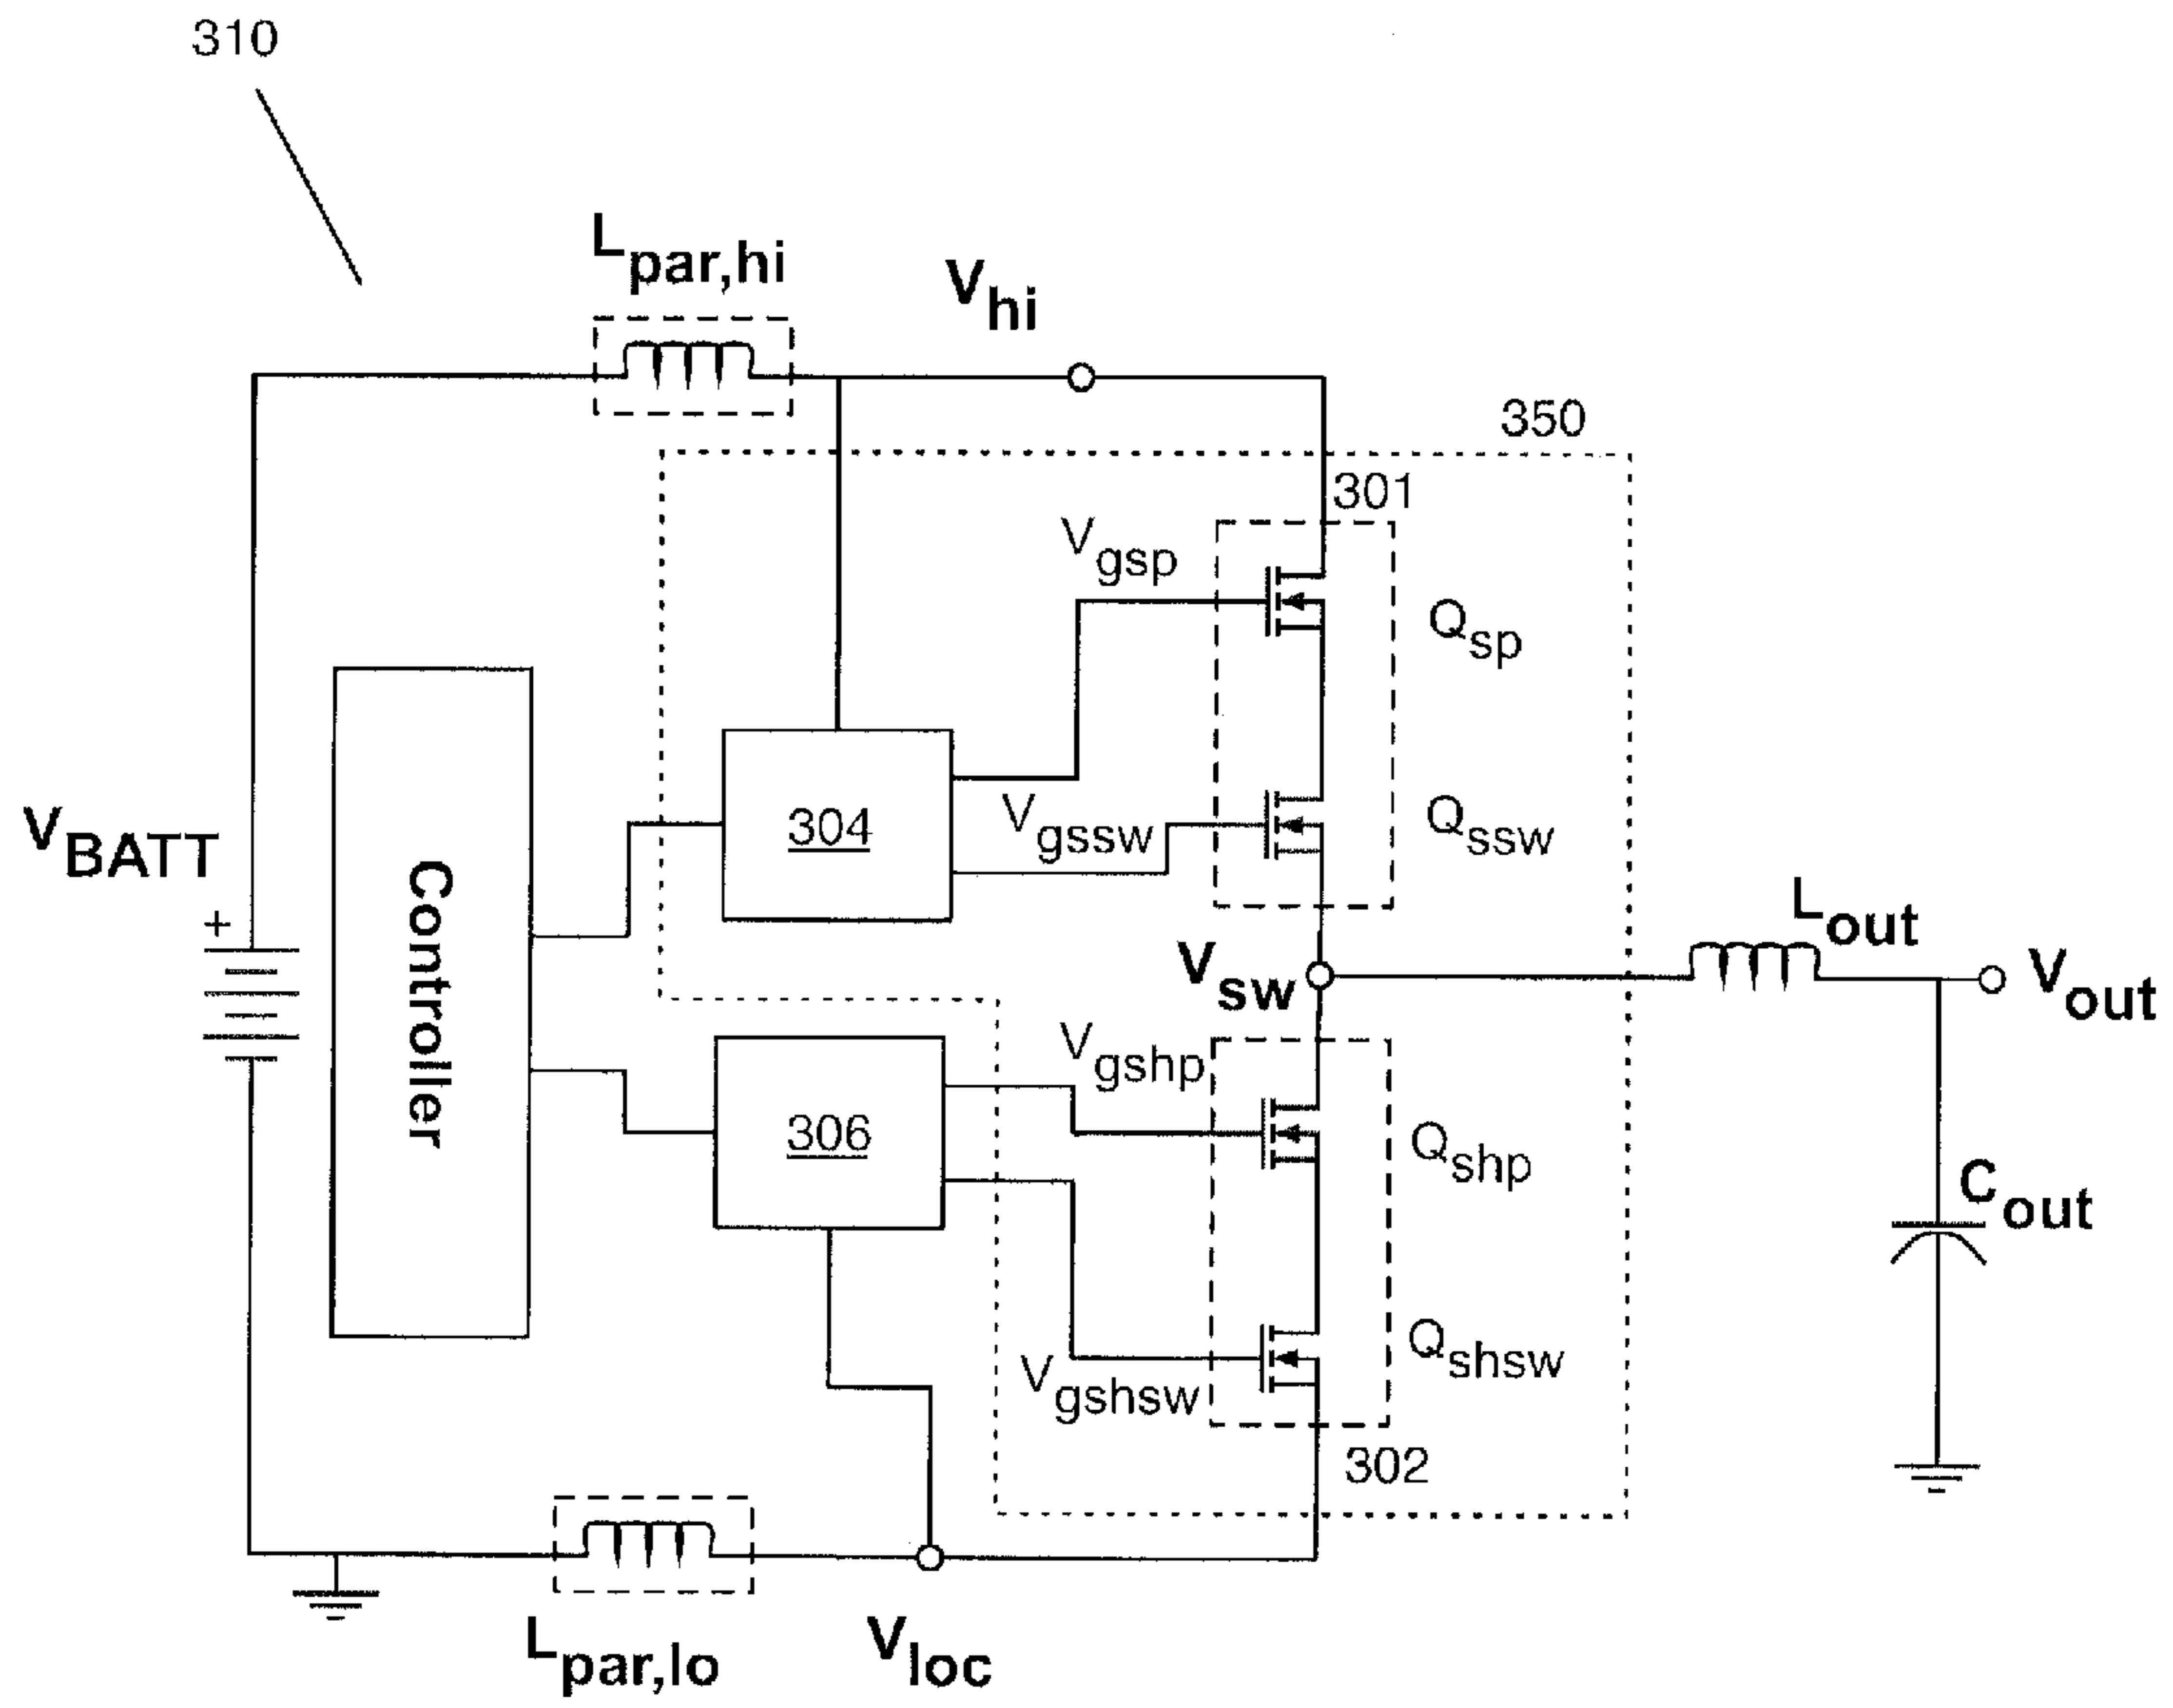 310
Lpar,hi
Vhi
350
301
Vgsp
Qsp
304
Vgssw
Qssw
VBATT
+
Controller
Lout
Vsw
Vout
Vgshp
306
Qshp
Cout
Vgshsw
Qshsw
302
Lpar,lo
Vloc